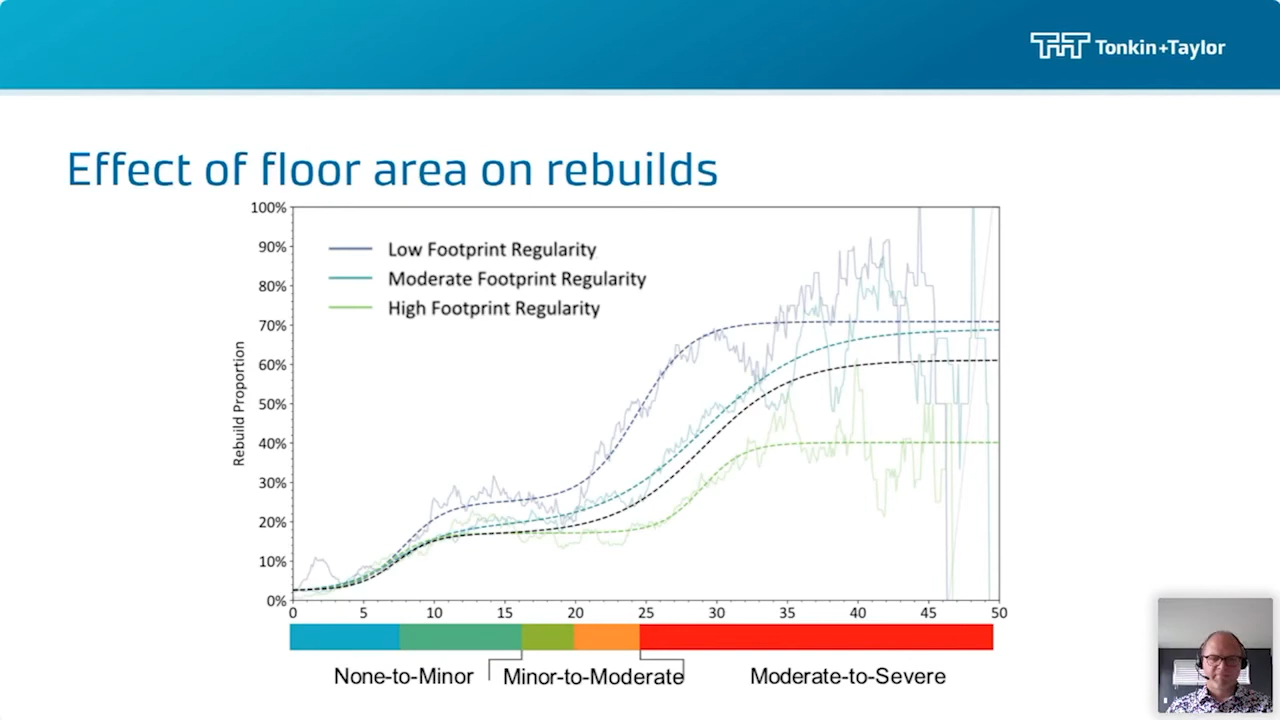 Tonkin+Taylor
Effect of floor area on rebuilds
100%
90%
80%
70%
60%
50%
40%
30%
20%
10%
0%
Rebuild Proportion
Low Footprint Regularity
Moderate Footprint Regularity
High Footprint Regularity
0 5 10 15 20 25 30 35 40 45 50
None-to-Minor Minor-to-Moderate Moderate-to-Severe